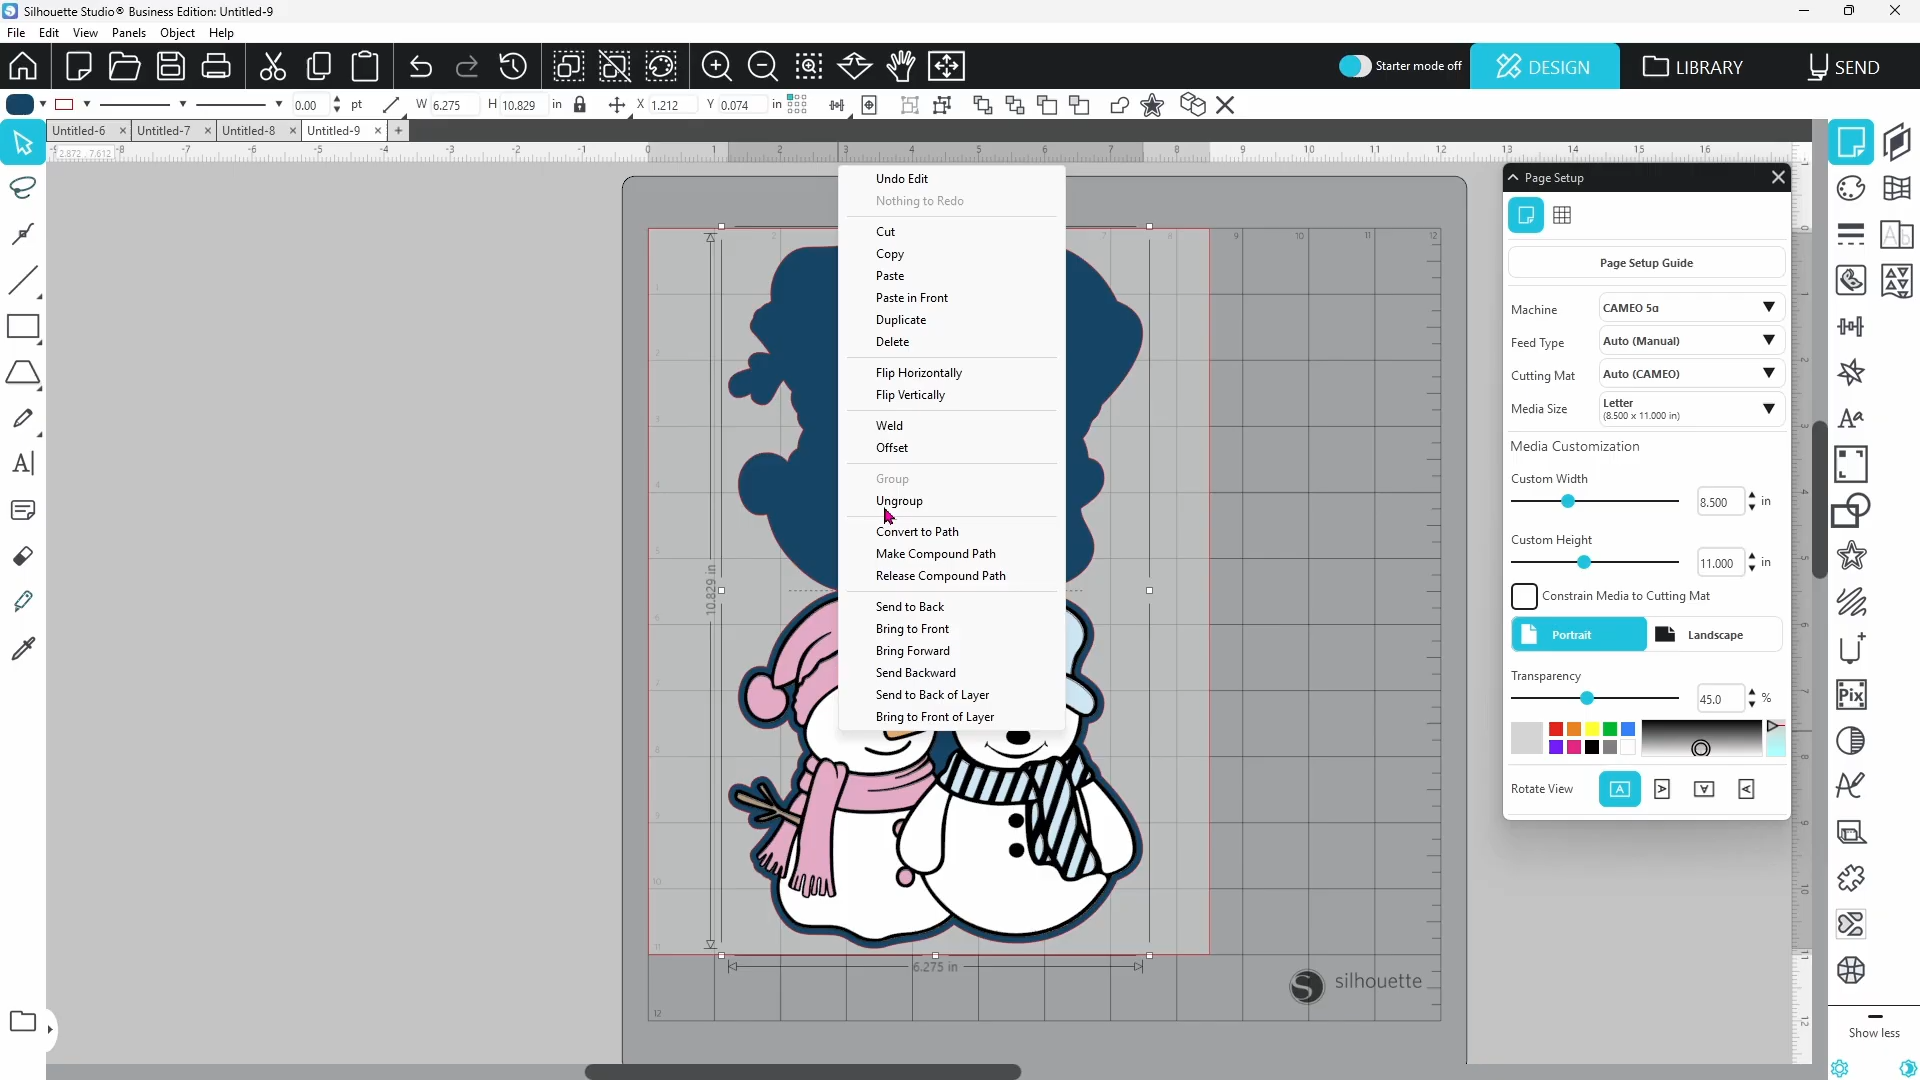 Silhouette Studio® Business Edition: Untitled-9
File Edit View Panels Object Help
Starter mode off
DESIGN
LIBRARY
SEND
0.00 pt W 6.275 H 10.829 in X 1.212 Y 0.074 in
Untitled-6 Untitled-7 Untitled-8 Untitled-9
Undo Edit
Nothing to Redo
Cut
Copy
Paste
Paste in Front
Duplicate
Delete
Flip Horizontally
Flip Vertically
Weld
Offset
Group
Ungroup
Convert to Path
Make Compound Path
Release Compound Path
Send to Back
Bring to Front
Bring Forward
Send Backward
Send to Back of Layer
Bring to Front of Layer
10.829 in
6.275 in
silhouette
Page Setup
Page Setup Guide
Machine CAMEO 5α
Feed Type Auto (Manual)
Cutting Mat Auto (CAMEO)
Media Size Letter
(8.500 x 11.000 in)
Media Customization
Custom Width
8.500 in
Custom Height
11.000 in
Constrain Media to Cutting Mat
Portrait Landscape
Transparency
45.0 %
Rotate View
Show less